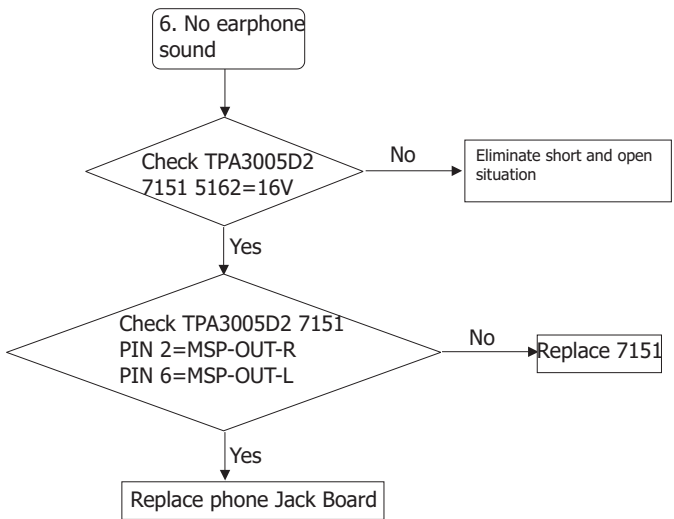 6. No earphone
sound
Check TPA3005D2
7151 5162=16V
No
Eliminate short and open
situation
Yes
Check TPA3005D2 7151
PIN 2=MSP-OUT-R
PIN 6=MSP-OUT-L
No
Replace 7151
Yes
Replace phone Jack Board